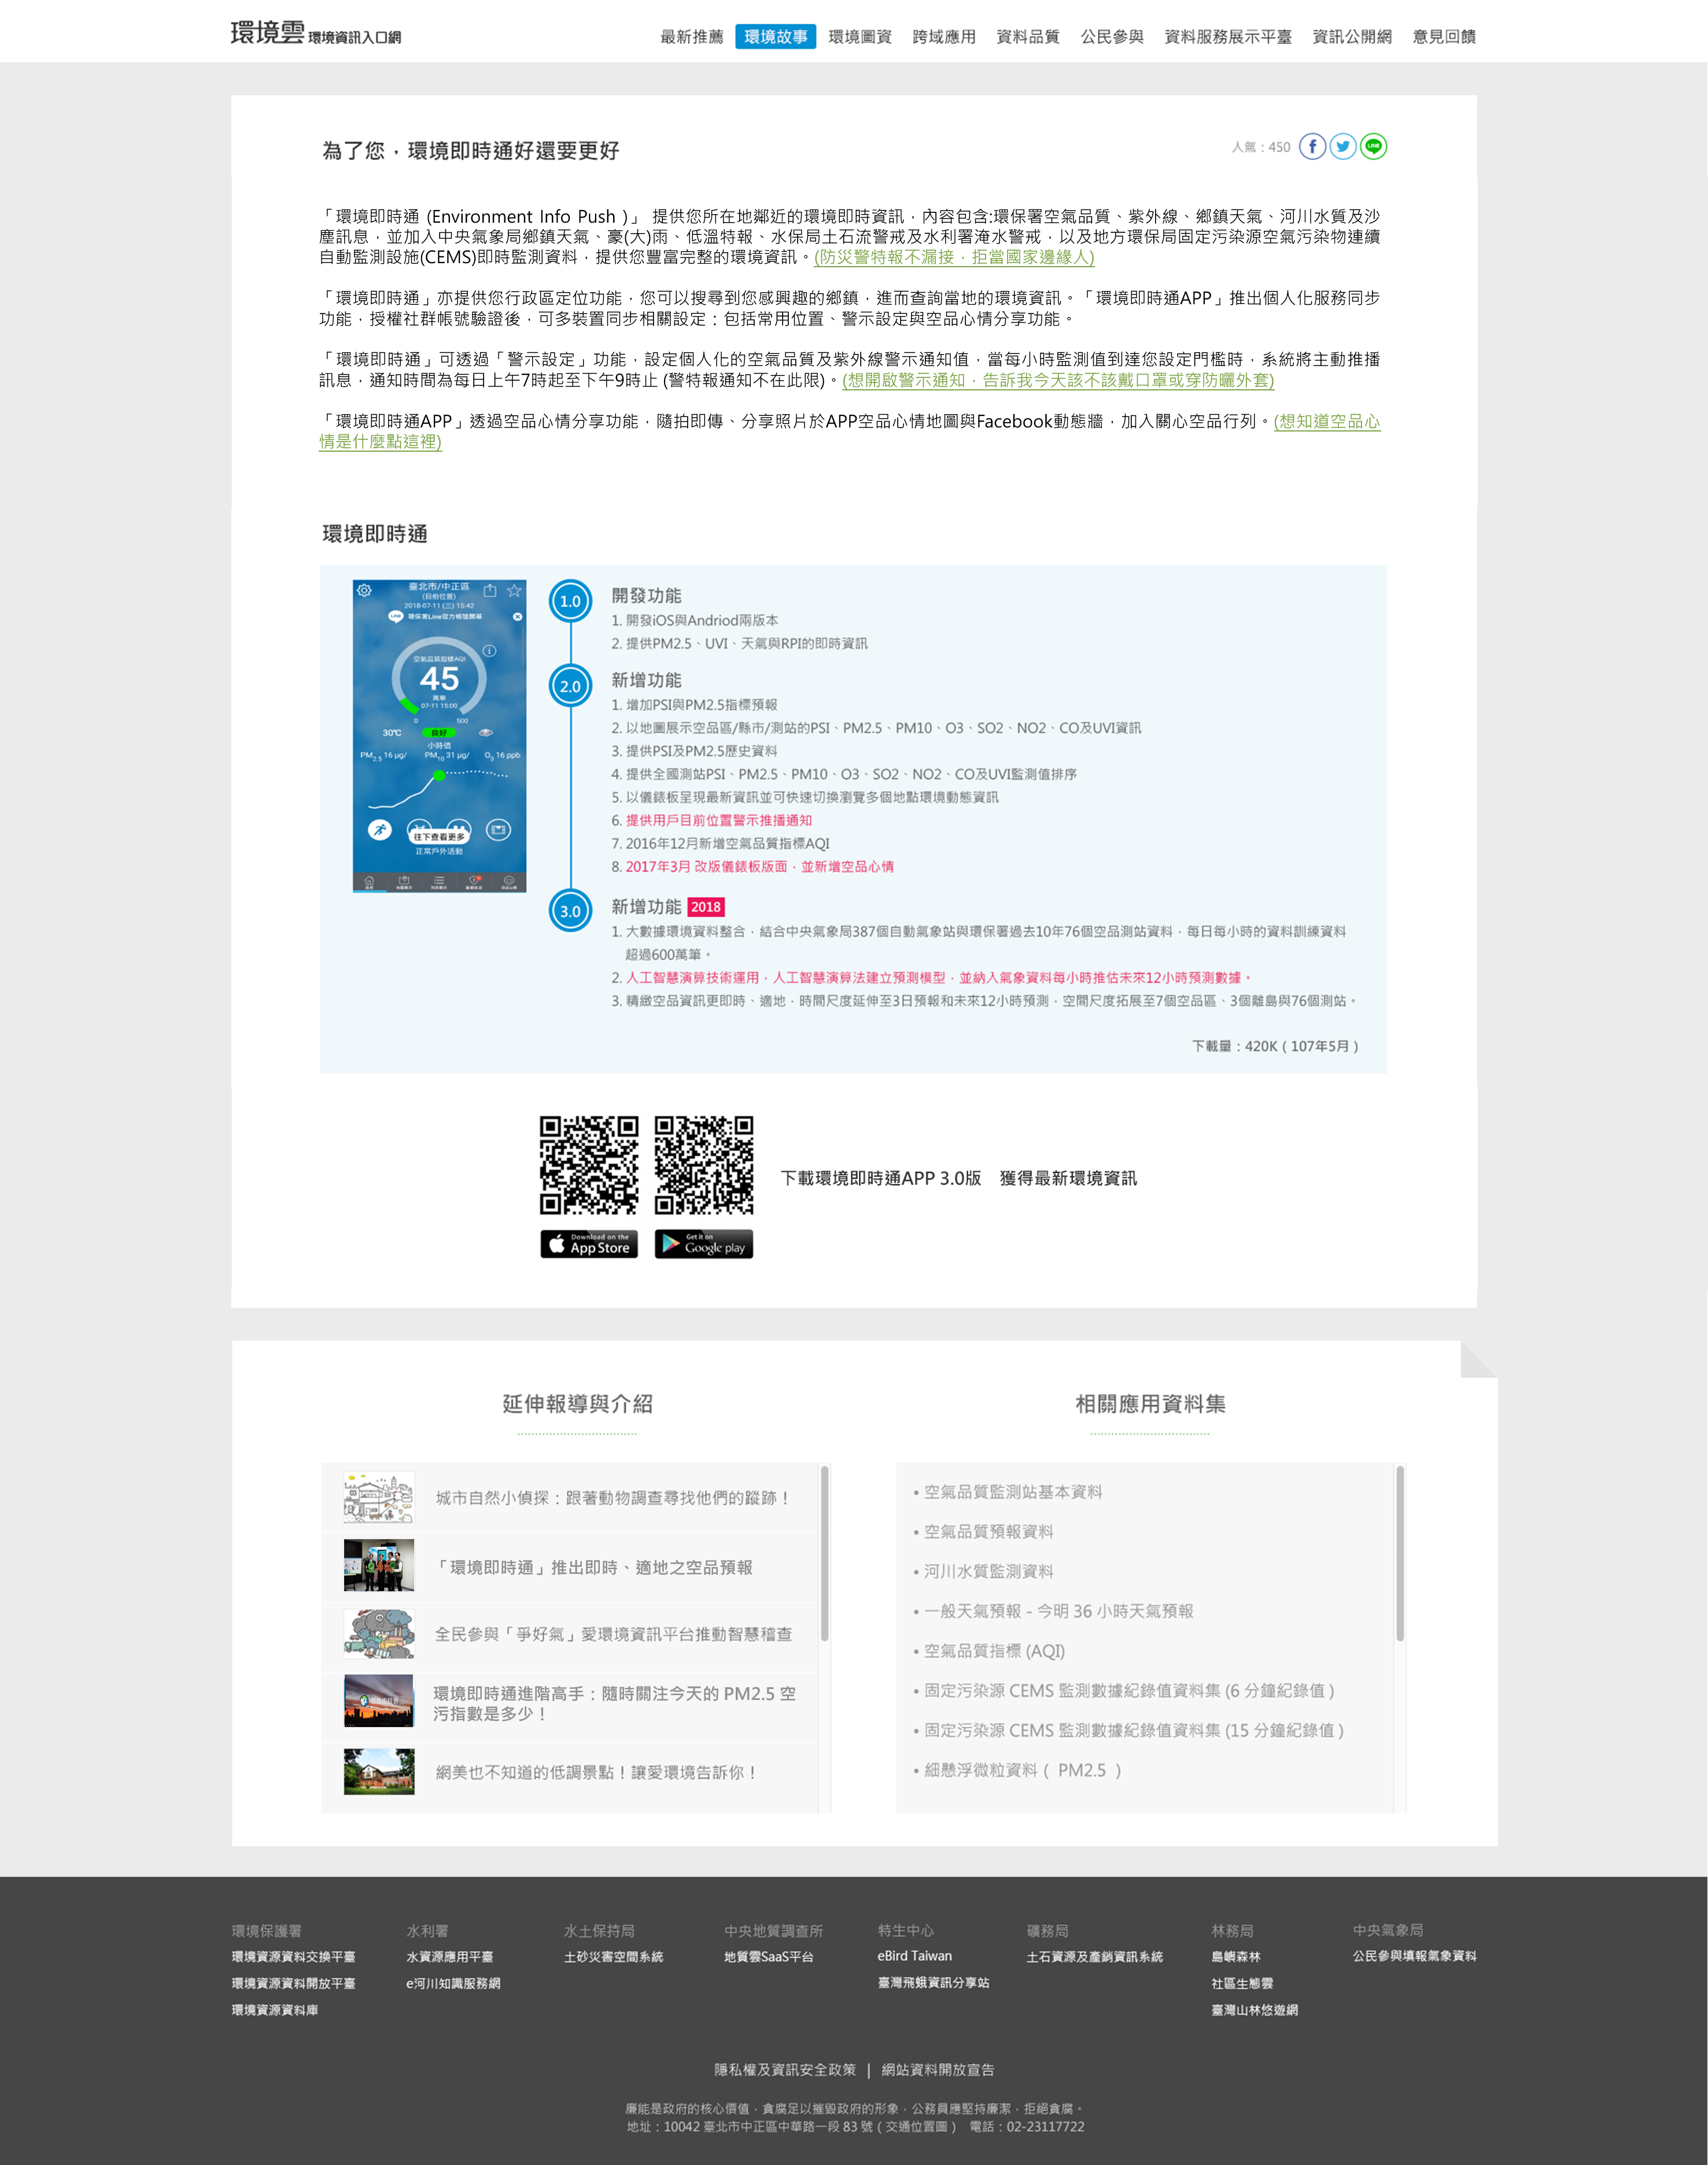 環境雲 環境資訊入口網
最新推薦 環境故事 環境圖資 跨域應用 資料品質 公民參與 資料服務展示平臺 資訊公開網 意見回饋
為了您，環境即時通好還要更好
人氣：450
「環境即時通 (Environment Info Push )」 提供您所在地鄰近的環境即時資訊，內容包含:環保署空氣品質、紫外線、鄉鎮天氣、河川水質及沙
塵訊息，並加入中央氣象局鄉鎮天氣、豪(大)雨、低溫特報、水保局土石流警戒及水利署淹水警戒，以及地方環保局固定污染源空氣污染物連續
自動監測設施(CEMS)即時監測資料，提供您豐富完整的環境資訊。(防災警特報不漏接，拒當國家邊緣人)
「環境即時通」亦提供您行政區定位功能，您可以搜尋到您感興趣的鄉鎮，進而查詢當地的環境資訊。「環境即時通APP」推出個人化服務同步
功能，授權社群帳號驗證後，可多裝置同步相關設定：包括常用位置、警示設定與空品心情分享功能。
「環境即時通」可透過「警示設定」功能，設定個人化的空氣品質及紫外線警示通知值，當每小時監測值到達您設定門檻時，系統將主動推播
訊息，通知時間為每日上午7時起至下午9時止 (警特報通知不在此限)。(想開啟警示通知，告訴我今天該不該戴口罩或穿防曬外套)
「環境即時通APP」透過空品心情分享功能，隨拍即傳、分享照片於APP空品心情地圖與Facebook動態牆，加入關心空品行列。(想知道空品心
情是什麼點這裡)
環境即時通
臺北市/中正區
(目前位置)
2018-07-11 (三) 15:42
LINE 環保署Line官方帳號開幕
空氣品質指標AQI
45
萬華
07-11 15:00
0 500
30℃ 良好
小時值
PM2.5 16 μg/ PM10 31 μg/ O3 16 ppb
往下查看更多
正常戶外活動
1.0 開發功能
1. 開發iOS與Andriod兩版本
2. 提供PM2.5、UVI、天氣與RPI的即時資訊
2.0 新增功能
1. 增加PSI與PM2.5指標預報
2. 以地圖展示空品區/縣市/測站的PSI、PM2.5、PM10、O3、SO2、NO2、CO及UVI資訊
3. 提供PSI及PM2.5歷史資料
4. 提供全國測站PSI、PM2.5、PM10、O3、SO2、NO2、CO及UVI監測值排序
5. 以儀錶板呈現最新資訊並可快速切換瀏覽多個地點環境動態資訊
6. 提供用戶目前位置警示推播通知
7. 2016年12月新增空氣品質指標AQI
8. 2017年3月 改版儀錶板版面，並新增空品心情
3.0 新增功能 2018
1. 大數據環境資料整合，結合中央氣象局387個自動氣象站與環保署過去10年76個空品測站資料，每日每小時的資料訓練資料
超過600萬筆。
2. 人工智慧演算技術運用，人工智慧演算法建立預測模型，並納入氣象資料每小時推估未來12小時預測數據。
3. 精緻空品資訊更即時、適地，時間尺度延伸至3日預報和未來12小時預測，空間尺度拓展至7個空品區、3個離島與76個測站。
下載量：420K（107年5月）
Download on the App Store
Get it on Google play
下載環境即時通APP 3.0版 獲得最新環境資訊
延伸報導與介紹
城市自然小偵探：跟著動物調查尋找他們的蹤跡！
「環境即時通」推出即時、適地之空品預報
全民參與「爭好氣」愛環境資訊平台推動智慧稽查
環境即時通進階高手：隨時關注今天的 PM2.5 空
污指數是多少！
網美也不知道的低調景點！讓愛環境告訴你！
相關應用資料集
• 空氣品質監測站基本資料
• 空氣品質預報資料
• 河川水質監測資料
• 一般天氣預報 - 今明 36 小時天氣預報
• 空氣品質指標 (AQI)
• 固定污染源 CEMS 監測數據紀錄值資料集 (6 分鐘紀錄值 )
• 固定污染源 CEMS 監測數據紀錄值資料集 (15 分鐘紀錄值 )
• 細懸浮微粒資料（ PM2.5 ）
環境保護署
環境資源資料交換平臺
環境資源資料開放平臺
環境資源資料庫
水利署
水資源應用平臺
e河川知識服務網
水土保持局
土砂災害空間系統
中央地質調查所
地質雲SaaS平台
特生中心
eBird Taiwan
臺灣飛蛾資訊分享站
礦務局
土石資源及產銷資訊系統
林務局
島嶼森林
社區生態雲
臺灣山林悠遊網
中央氣象局
公民參與填報氣象資料
隱私權及資訊安全政策 | 網站資料開放宣告
廉能是政府的核心價值，貪腐足以摧毀政府的形象，公務員應堅持廉潔，拒絕貪腐。
地址：10042 臺北市中正區中華路一段 83 號（交通位置圖） 電話：02-23117722